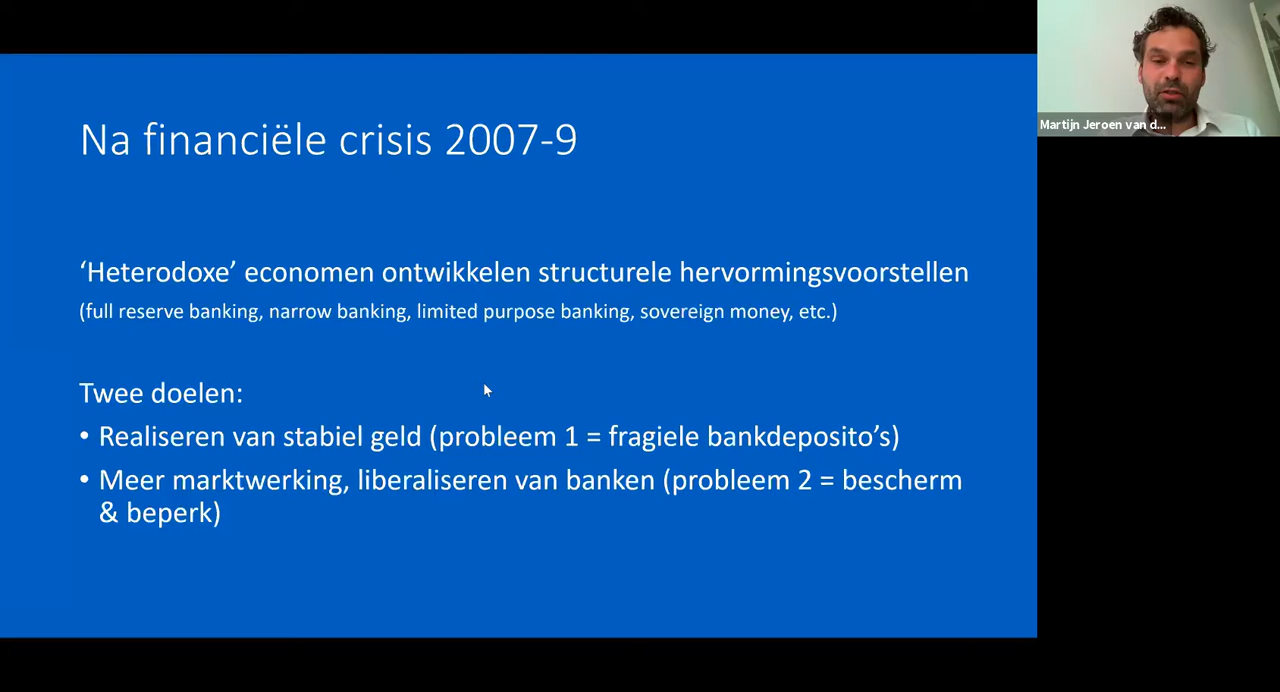 Na financiële crisis 2007-9
‘Heterodoxe’ economen ontwikkelen structurele hervormingsvoorstellen
(full reserve banking, narrow banking, limited purpose banking, sovereign money, etc.)
Twee doelen:
• Realiseren van stabiel geld (probleem 1 = fragiele bankdeposito’s)
• Meer marktwerking, liberaliseren van banken (probleem 2 = bescherm
& beperk)
Martijn Jeroen van d...